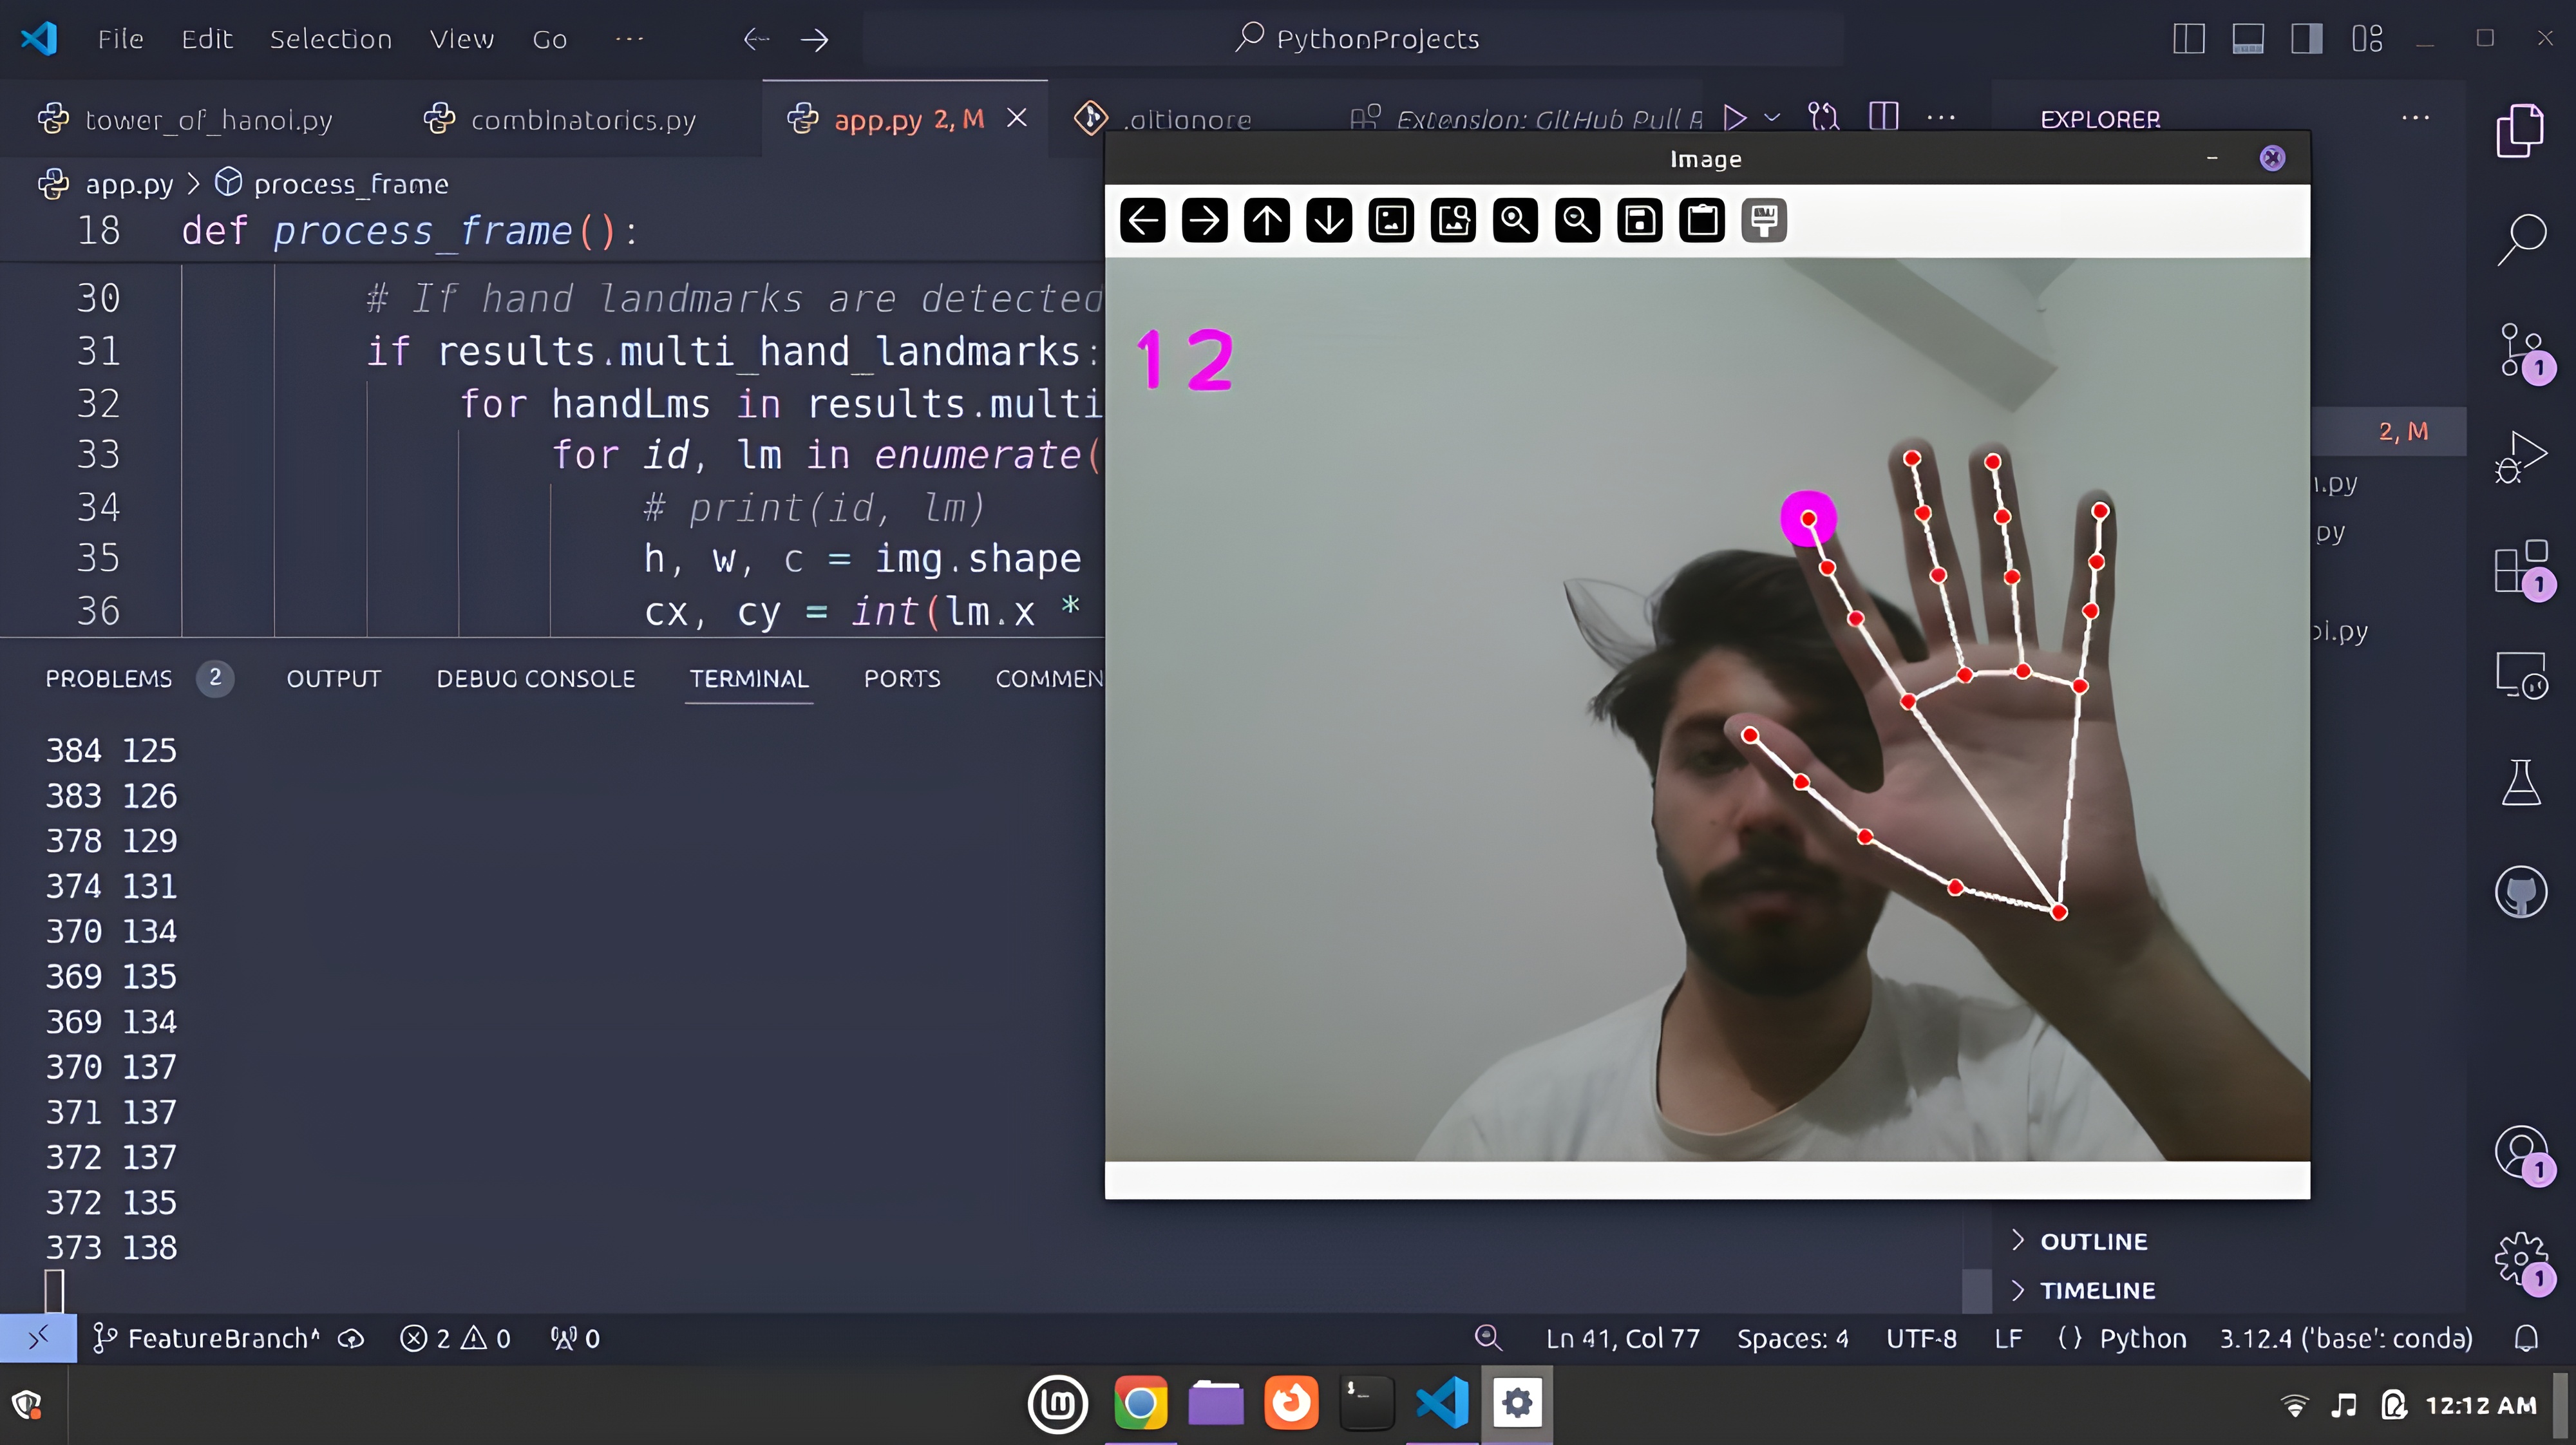 File Edit Selection View Go ...
PythonProjects
tower_of_hanoi.py
combinatorics.py
app.py 2, M
.gitignore
Extension: GitHub Pull R
EXPLORER
app.py > process_frame
18 def process_frame():
30 # If hand landmarks are detected
31 if results.multi_hand_landmarks:
32 for handLms in results.multi
33 for id, lm in enumerate(
34 # print(id, lm)
35 h, w, c = img.shape
36 cx, cy = int(lm.x *
Image
12
2, M
.py
py
oi.py
1
1
PROBLEMS 2 OUTPUT DEBUG CONSOLE TERMINAL PORTS COMMEN
384 125
383 126
378 129
374 131
370 134
369 135
369 134
370 137
371 137
372 137
372 135
373 138
OUTLINE
TIMELINE
1
1
FeatureBranch* 2 0 0
Ln 41, Col 77 Spaces: 4 UTF-8 LF {} Python 3.12.4 ('base': conda)
12:12 AM